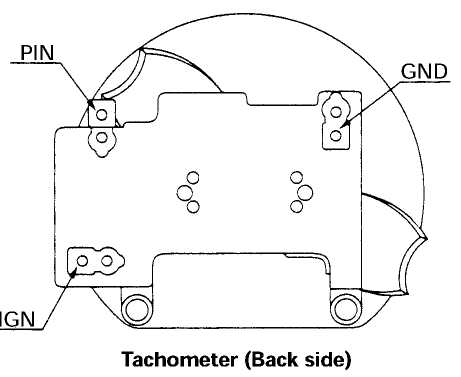 PIN
GND
IGN
Tachometer (Back side)